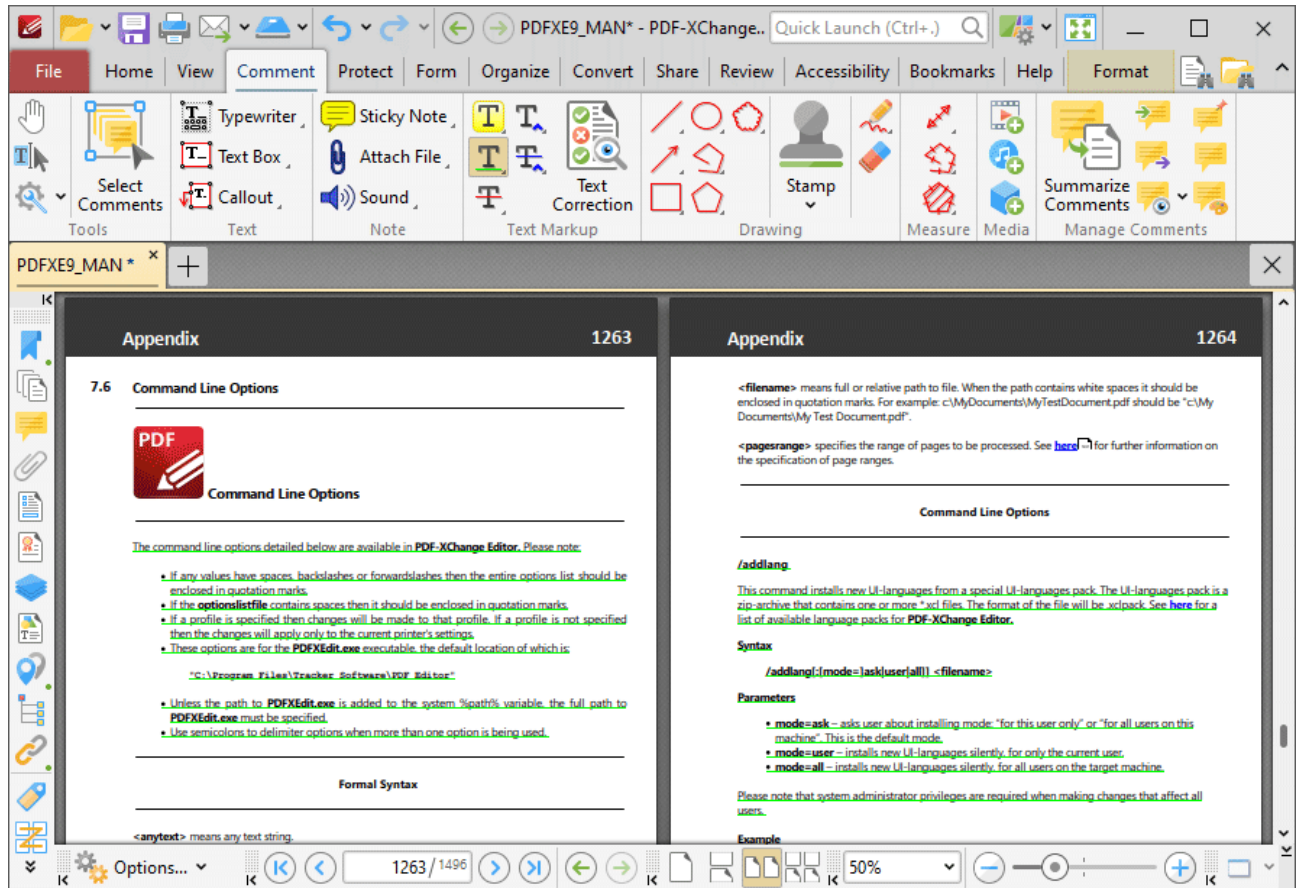 PDFXE9_MAN* - PDF-XChange..
Quick Launch (Ctrl+.)
File Home View Comment Protect Form Organize Convert Share Review Accessibility Bookmarks Help Format
Select Comments
Tools
Typewriter
Text Box
Callout
Text
Sticky Note
Attach File
Sound
Note
Text Correction
Text Markup
Stamp
Drawing
Measure
Media
Summarize Comments
Manage Comments
PDFXE9_MAN *
Appendix 1263
7.6 Command Line Options
PDF
Command Line Options
The command line options detailed below are available in PDF-XChange Editor. Please note:
• If any values have spaces, backslashes or forwardslashes then the entire options list should be
enclosed in quotation marks.
• If the optionslistfile contains spaces then it should be enclosed in quotation marks.
• If a profile is specified then changes will be made to that profile. If a profile is not specified
then the changes will apply only to the current printer's settings.
• These options are for the PDFXEdit.exe executable, the default location of which is:
"C:\Program Files\Tracker Software\PDF Editor"
• Unless the path to PDFXEdit.exe is added to the system %path% variable, the full path to
PDFXEdit.exe must be specified.
• Use semicolons to delimiter options when more than one option is being used.
Formal Syntax
<anytext> means any text string.
Appendix 1264
<filename> means full or relative path to file. When the path contains white spaces it should be
enclosed in quotation marks. For example: c:\MyDocuments\MyTestDocument.pdf should be "c:\My
Documents\My Test Document.pdf".
<pagesrange> specifies the range of pages to be processed. See here for further information on
the specification of page ranges.
Command Line Options
/addlang
This command installs new UI-languages from a special UI-languages pack. The UI-languages pack is a
zip-archive that contains one or more *.xcl files. The format of the file will be .xclpack. See here for a
list of available language packs for PDF-XChange Editor.
Syntax
/addlang[:[mode=]ask|user|all]] <filename>
Parameters
• mode=ask – asks user about installing mode: "for this user only" or "for all users on this
machine". This is the default mode.
• mode=user – installs new UI-languages silently, for only the current user.
• mode=all – installs new UI-languages silently, for all users on the target machine.
Please note that system administrator privileges are required when making changes that affect all
users.
Example
Options...
1263 / 1496
50%